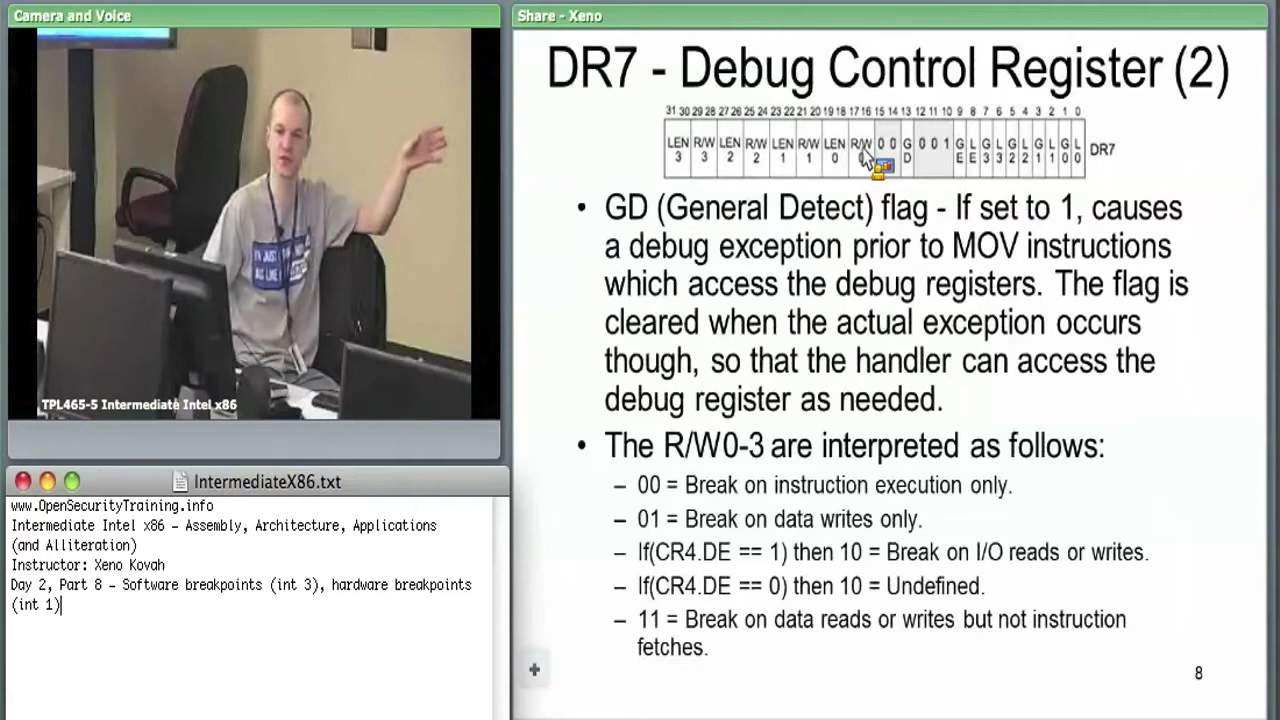 Camera and Voice
TPL465-5 Intermediate Intel x86
IntermediateX86.txt
www.OpenSecurityTraining.info
Intermediate Intel x86 – Assembly, Architecture, Applications
(and Alliteration)
Instructor: Xeno Kovah
Day 2, Part 8 – Software breakpoints (int 3), hardware breakpoints
(int 1)
Share - Xeno
DR7 - Debug Control Register (2)
31 30 29 28 27 26 25 24 23 22 21 20 19 18 17 16 15 14 13 12 11 10 9 8 7 6 5 4 3 2 1 0
LEN 3 R/W 3 LEN 2 R/W 2 LEN 1 R/W 1 LEN 0 R/W 0 0 0 G D 0 0 1 G E L E G 3 L 3 G 2 L 2 G 1 L 1 G 0 L 0 DR7
• GD (General Detect) flag - If set to 1, causes
a debug exception prior to MOV instructions
which access the debug registers. The flag is
cleared when the actual exception occurs
though, so that the handler can access the
debug register as needed.
• The R/W0-3 are interpreted as follows:
– 00 = Break on instruction execution only.
– 01 = Break on data writes only.
– If(CR4.DE == 1) then 10 = Break on I/O reads or writes.
– If(CR4.DE == 0) then 10 = Undefined.
– 11 = Break on data reads or writes but not instruction
fetches.
8